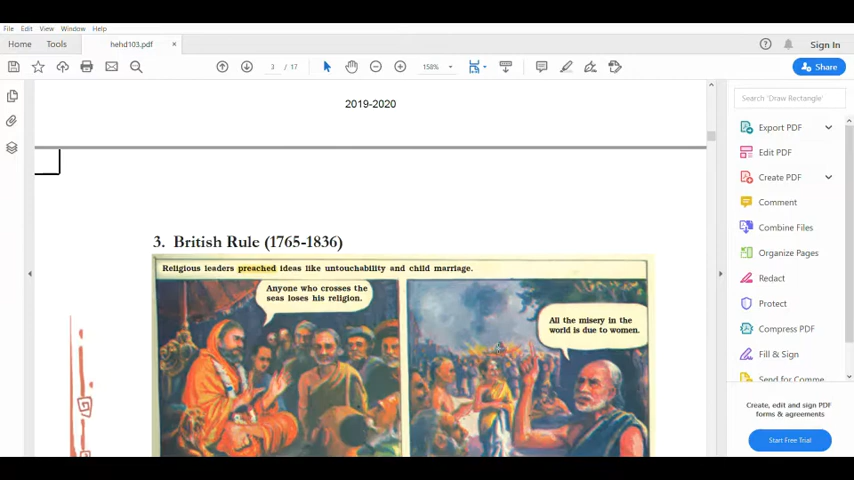 File Edit View Window Help
Home Tools hehd103.pdf × Sign In
3 / 17 158% Share
2019-2020
3. British Rule (1765-1836)
Religious leaders preached ideas like untouchability and child marriage.
Anyone who crosses the
seas loses his religion.
All the misery in the
world is due to women.
Search 'Draw Rectangle'
Export PDF
Edit PDF
Create PDF
Comment
Combine Files
Organize Pages
Redact
Protect
Compress PDF
Fill & Sign
Send for Comme
Create, edit and sign PDF
forms & agreements
Start Free Trial